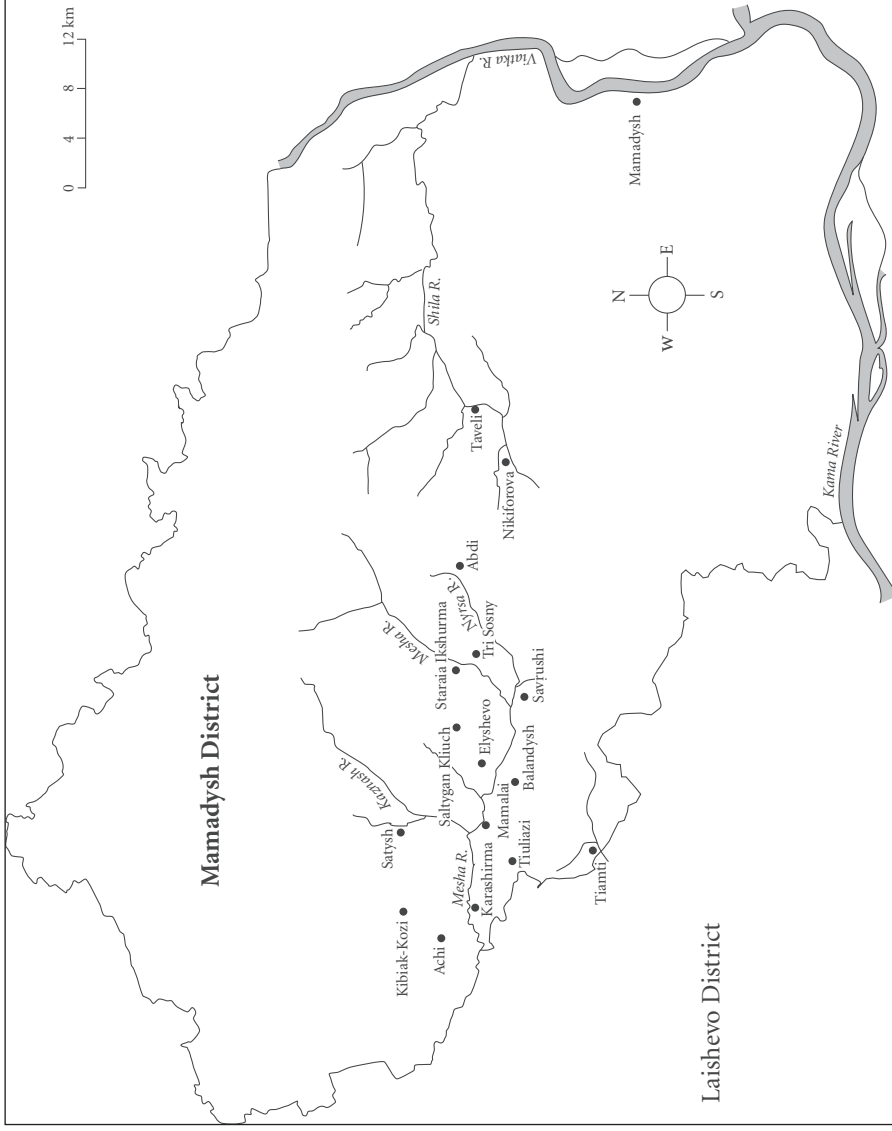 0 4 8 12 km
Viatka R.
Mamadysh
N
W E
S
Shila R.
Taveli
Nikiforova
Kama River
Mamadysh District
Abdi
Nyrsa R.
Mesha R.
Tri Sosny
Staraia Ikshurma
Savrushi
Kaznash R.
Saltygan Kliuch
Elyshevo
Balandysh
Mamalai
Satysh
Tiuliazi
Mesha R.
Karashirma
Tiamti
Kibiak-Kozi
Achi
Laishevo District